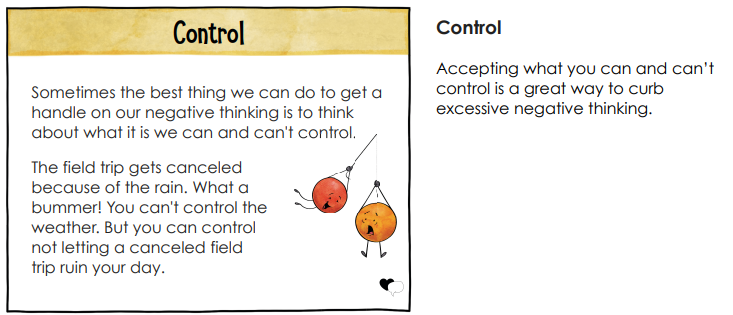 Control
Sometimes the best thing we can do to get a
handle on our negative thinking is to think
about what it is we can and can't control.
The field trip gets canceled
because of the rain. What a
bummer! You can't control the
weather. But you can control
not letting a canceled field
trip ruin your day.
Control
Accepting what you can and can’t
control is a great way to curb
excessive negative thinking.